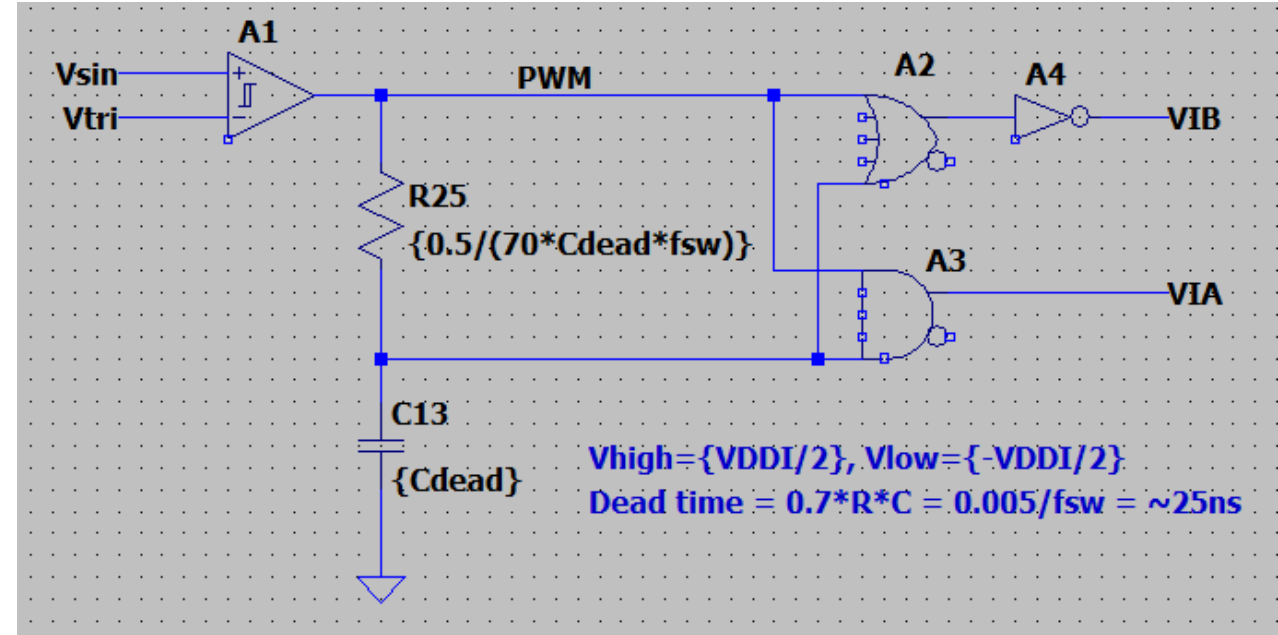 A1
Vsin
Vtri
PWM
A2
A4
VIB
R25
{0.5/(70*Cdead*fsw)}
A3
VIA
C13
{Cdead}
Vhigh={VDDI/2}, Vlow={-VDDI/2}
Dead time = 0.7*R*C = 0.005/fsw = ~25ns